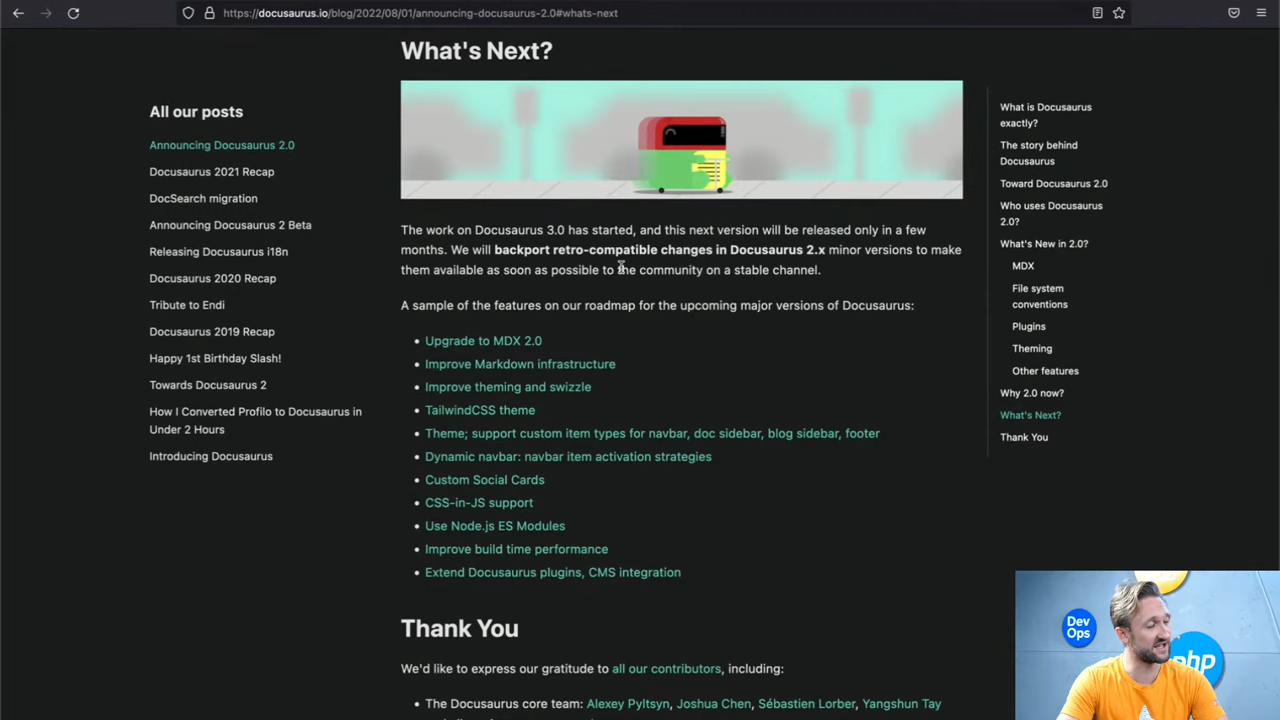 https://docusaurus.io/blog/2022/08/01/announcing-docusaurus-2.0#whats-next
What's Next?
All our posts
Announcing Docusaurus 2.0
Docusaurus 2021 Recap
DocSearch migration
Announcing Docusaurus 2 Beta
Releasing Docusaurus i18n
Docusaurus 2020 Recap
Tribute to Endi
Docusaurus 2019 Recap
Happy 1st Birthday Slash!
Towards Docusaurus 2
How I Converted Profilo to Docusaurus in
Under 2 Hours
Introducing Docusaurus
The work on Docusaurus 3.0 has started, and this next version will be released only in a few
months. We will backport retro-compatible changes in Docusaurus 2.x minor versions to make
them available as soon as possible to the community on a stable channel.
A sample of the features on our roadmap for the upcoming major versions of Docusaurus:
• Upgrade to MDX 2.0
• Improve Markdown infrastructure
• Improve theming and swizzle
• TailwindCSS theme
• Theme; support custom item types for navbar, doc sidebar, blog sidebar, footer
• Dynamic navbar: navbar item activation strategies
• Custom Social Cards
• CSS-in-JS support
• Use Node.js ES Modules
• Improve build time performance
• Extend Docusaurus plugins, CMS integration
Thank You
We'd like to express our gratitude to all our contributors, including:
• The Docusaurus core team: Alexey Pyltsyn, Joshua Chen, Sébastien Lorber, Yangshun Tay
What is Docusaurus
exactly?
The story behind
Docusaurus
Toward Docusaurus 2.0
Who uses Docusaurus
2.0?
What's New in 2.0?
MDX
File system
conventions
Plugins
Theming
Other features
Why 2.0 now?
What's Next?
Thank You
Dev
Ops
php